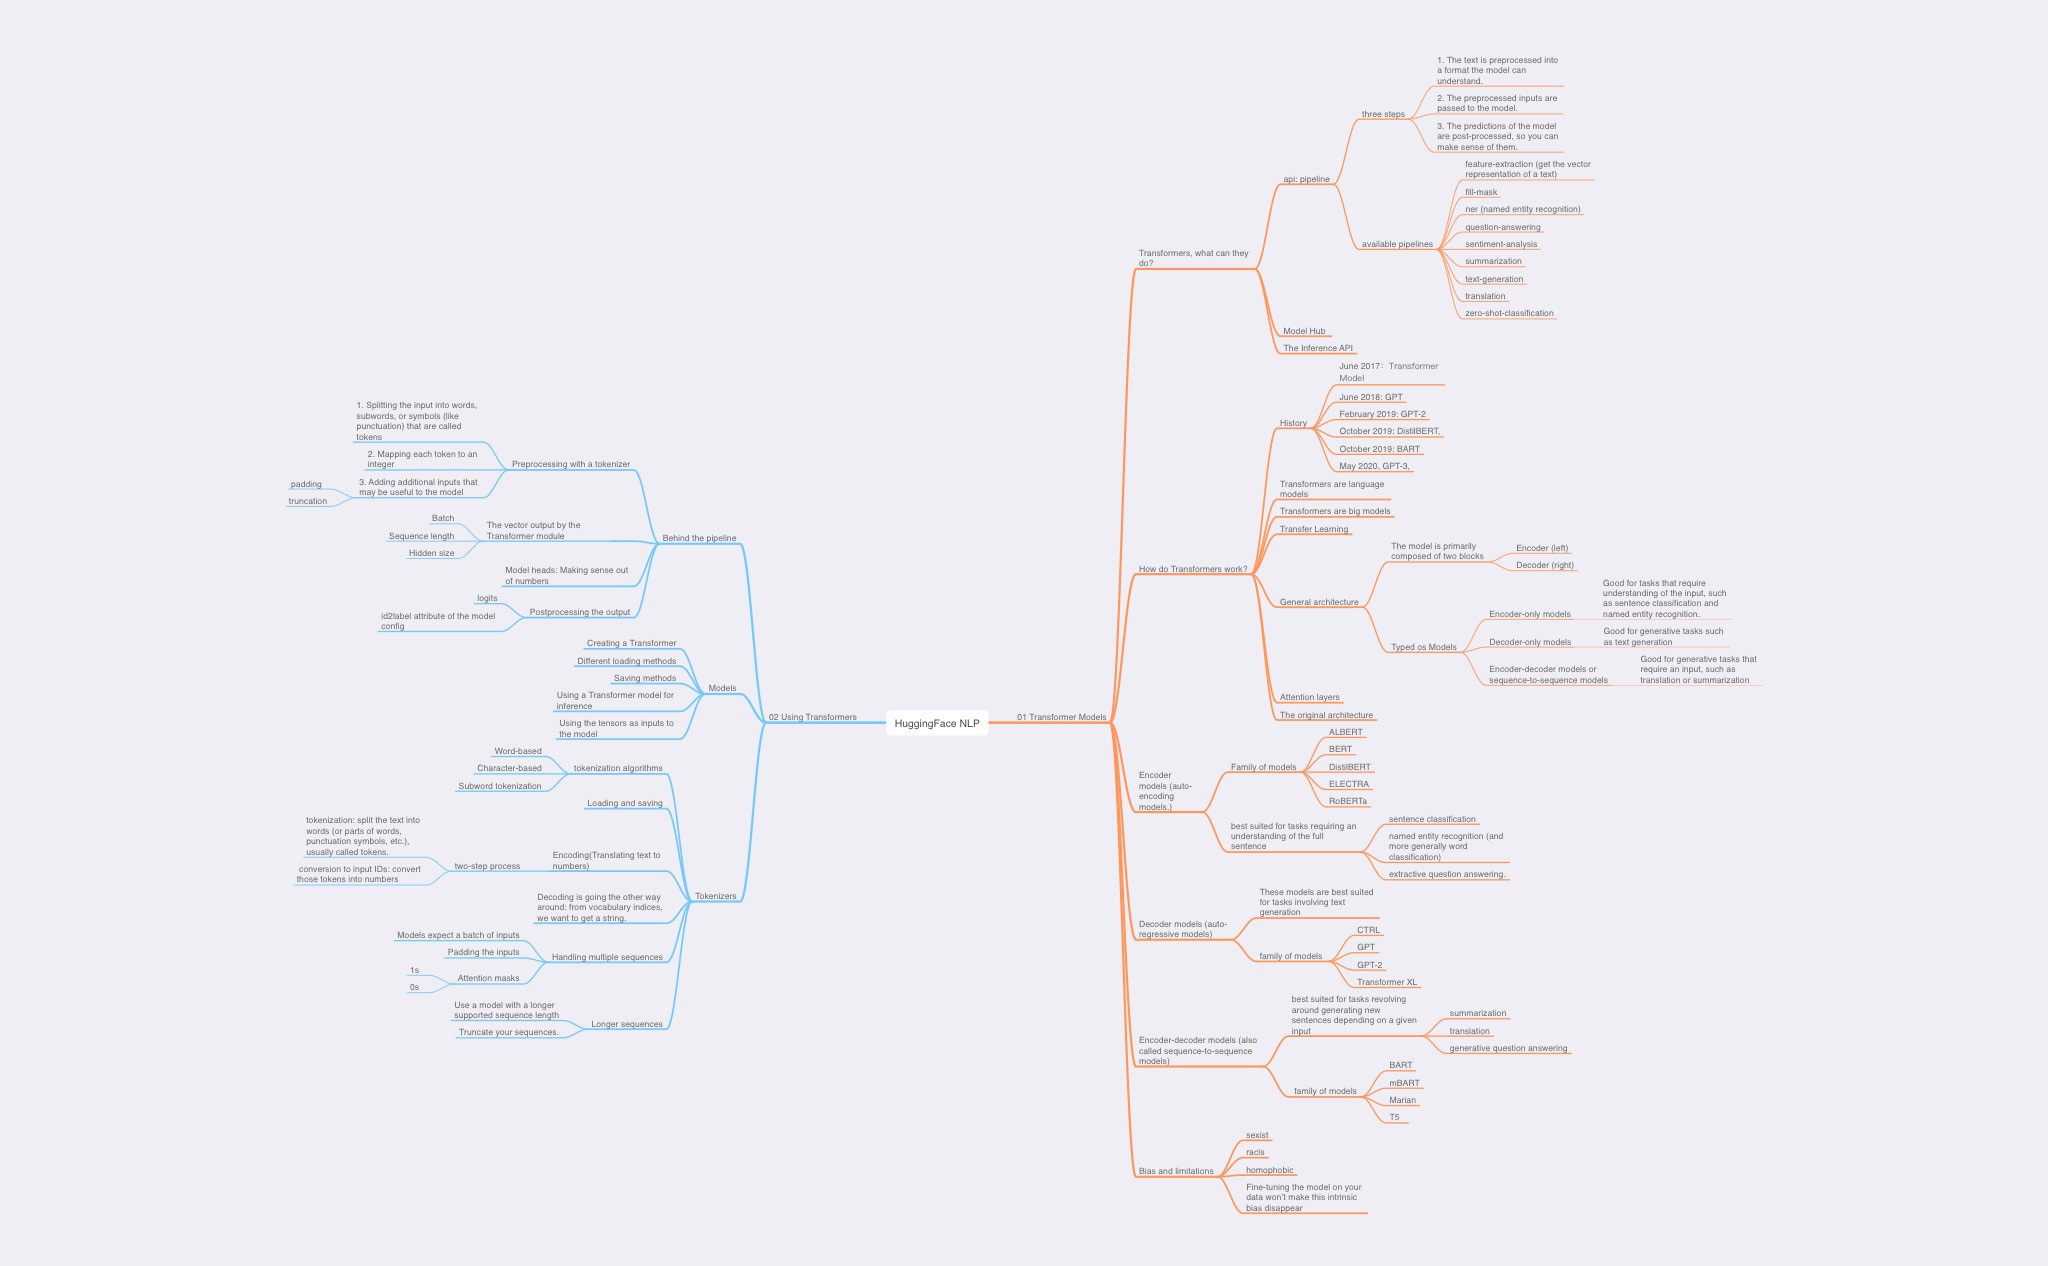 HuggingFace NLP
01 Transformer Models
Transformers, what can they
do?
api: pipeline
three steps
1. The text is preprocessed into
a format the model can
understand.
2. The preprocessed inputs are
passed to the model.
3. The predictions of the model
are post-processed, so you can
make sense of them.
available pipelines
feature-extraction (get the vector
representation of a text)
fill-mask
ner (named entity recognition)
question-answering
sentiment-analysis
summarization
text-generation
translation
zero-shot-classification
Model Hub
The Inference API
How do Transformers work?
History
June 2017：Transformer
Model
June 2018: GPT
February 2019: GPT-2
October 2019: DistilBERT,
October 2019: BART
May 2020, GPT-3,
Transformers are language
models
Transformers are big models
Transfer Learning
General architecture
The model is primarily
composed of two blocks
Encoder (left)
Decoder (right)
Typed os Models
Encoder-only models
Good for tasks that require
understanding of the input, such
as sentence classification and
named entity recognition.
Decoder-only models
Good for generative tasks such
as text generation
Encoder-decoder models or
sequence-to-sequence models
Good for generative tasks that
require an input, such as
translation or summarization
Attention layers
The original architecture
Encoder
models (auto-
encoding
models.)
Family of models
ALBERT
BERT
DistilBERT
ELECTRA
RoBERTa
best suited for tasks requiring an
understanding of the full
sentence
sentence classification
named entity recognition (and
more generally word
classification)
extractive question answering.
Decoder models (auto-
regressive models)
These models are best suited
for tasks involving text
generation
family of models
CTRL
GPT
GPT-2
Transformer XL
Encoder-decoder models (also
called sequence-to-sequence
models)
best suited for tasks revolving
around generating new
sentences depending on a given
input
summarization
translation
generative question answering
family of models
BART
mBART
Marian
T5
Bias and limitations
sexist
racis
homophobic
Fine-tuning the model on your
data won't make this intrinsic
bias disappear
02 Using Transformers
Behind the pipeline
Preprocessing with a tokenizer
1. Splitting the input into words,
subwords, or symbols (like
punctuation) that are called
tokens
2. Mapping each token to an
integer
3. Adding additional inputs that
may be useful to the model
padding
truncation
The vector output by the
Transformer module
Batch
Sequence length
Hidden size
Model heads: Making sense out
of numbers
Postprocessing the output
logits
id2label attribute of the model
config
Models
Creating a Transformer
Different loading methods
Saving methods
Using a Transformer model for
inference
Using the tensors as inputs to
the model
Tokenizers
tokenization algorithms
Word-based
Character-based
Subword tokenization
Loading and saving
Encoding(Translating text to
numbers)
two-step process
tokenization: split the text into
words (or parts of words,
punctuation symbols, etc.),
usually called tokens.
conversion to input IDs: convert
those tokens into numbers
Decoding is going the other way
around: from vocabulary indices,
we want to get a string.
Handling multiple sequences
Models expect a batch of inputs
Padding the inputs
Attention masks
1s
0s
Longer sequences
Use a model with a longer
supported sequence length
Truncate your sequences.